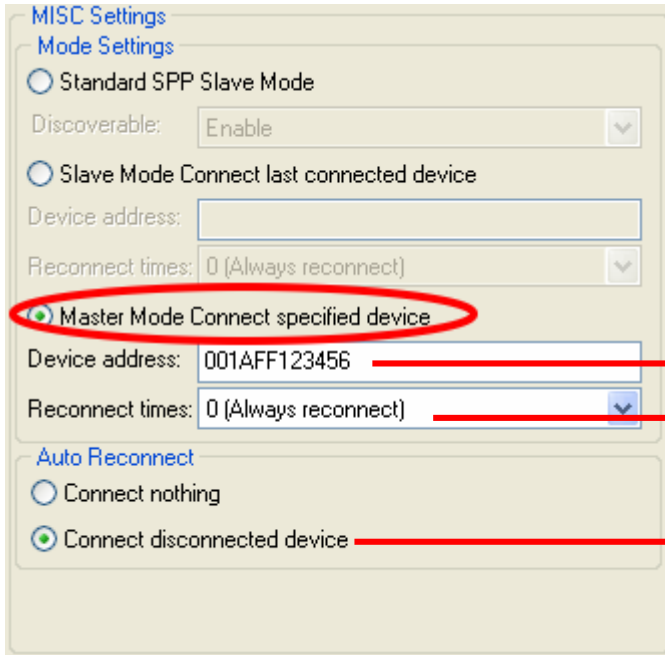 MISC Settings
Mode Settings
Standard SPP Slave Mode
Discoverable: Enable
Slave Mode Connect last connected device
Device address:
Reconnect times: 0 (Always reconnect)
Master Mode Connect specified device
Device address: 001AFF123456
Reconnect times: 0 (Always reconnect)
Auto Reconnect
Connect nothing
Connect disconnected device